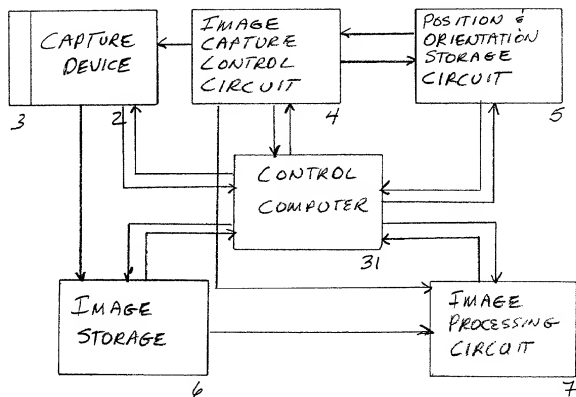 CAPTURE
DEVICE
3
2
IMAGE
CAPTURE
CONTROL
CIRCUIT
4
POSITION &
ORIENTATION
STORAGE
CIRCUIT
5
CONTROL
COMPUTER
31
IMAGE
STORAGE
6
IMAGE
PROCESSING
CIRCUIT
7